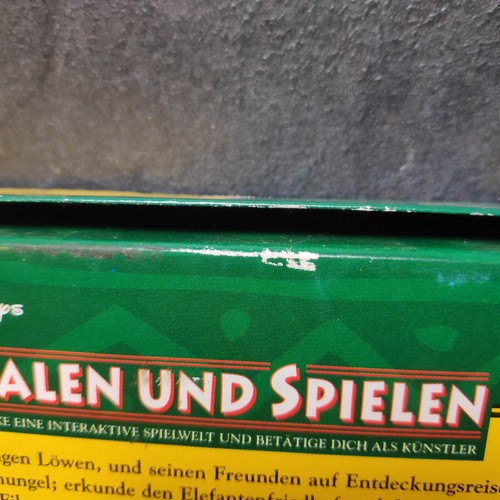 ALEN UND SPIELEN
KE EINE INTERAKTIVE SPIELWELT UND BETÄTIGE DICH ALS KÜNSTLER
ngen Löwen, und seinen Freunden auf Entdeckungsreis
hungel; erkunde den